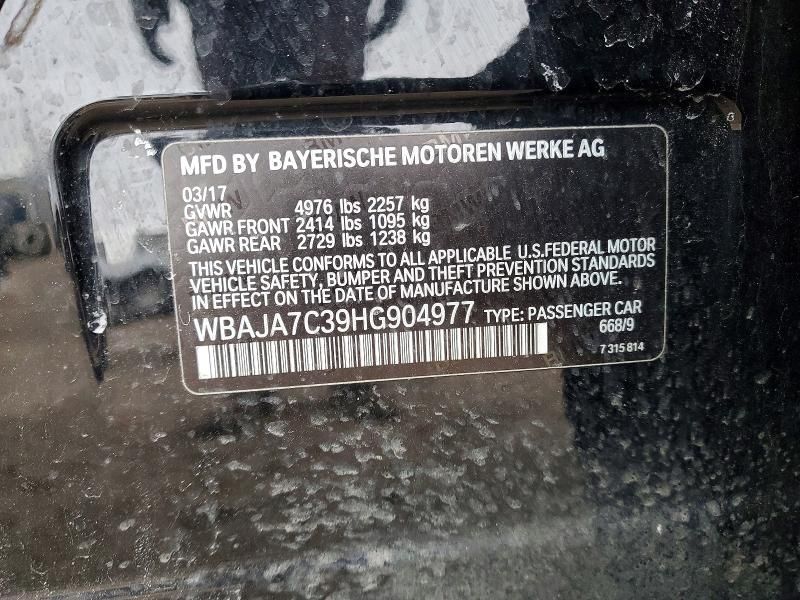 MFD BY BAYERISCHE MOTOREN WERKE AG
03/17
GVWR 4976 lbs 2257 kg
GAWR FRONT 2414 lbs 1095 kg
GAWR REAR 2729 lbs 1238 kg
THIS VEHICLE CONFORMS TO ALL APPLICABLE U.S.FEDERAL MOTOR
VEHICLE SAFETY, BUMPER AND THEFT PREVENTION STANDARDS
IN EFFECT ON THE DATE OF MANUFACTURE SHOWN ABOVE.
WBAJA7C39HG904977 TYPE: PASSENGER CAR
668/9
7 315 814